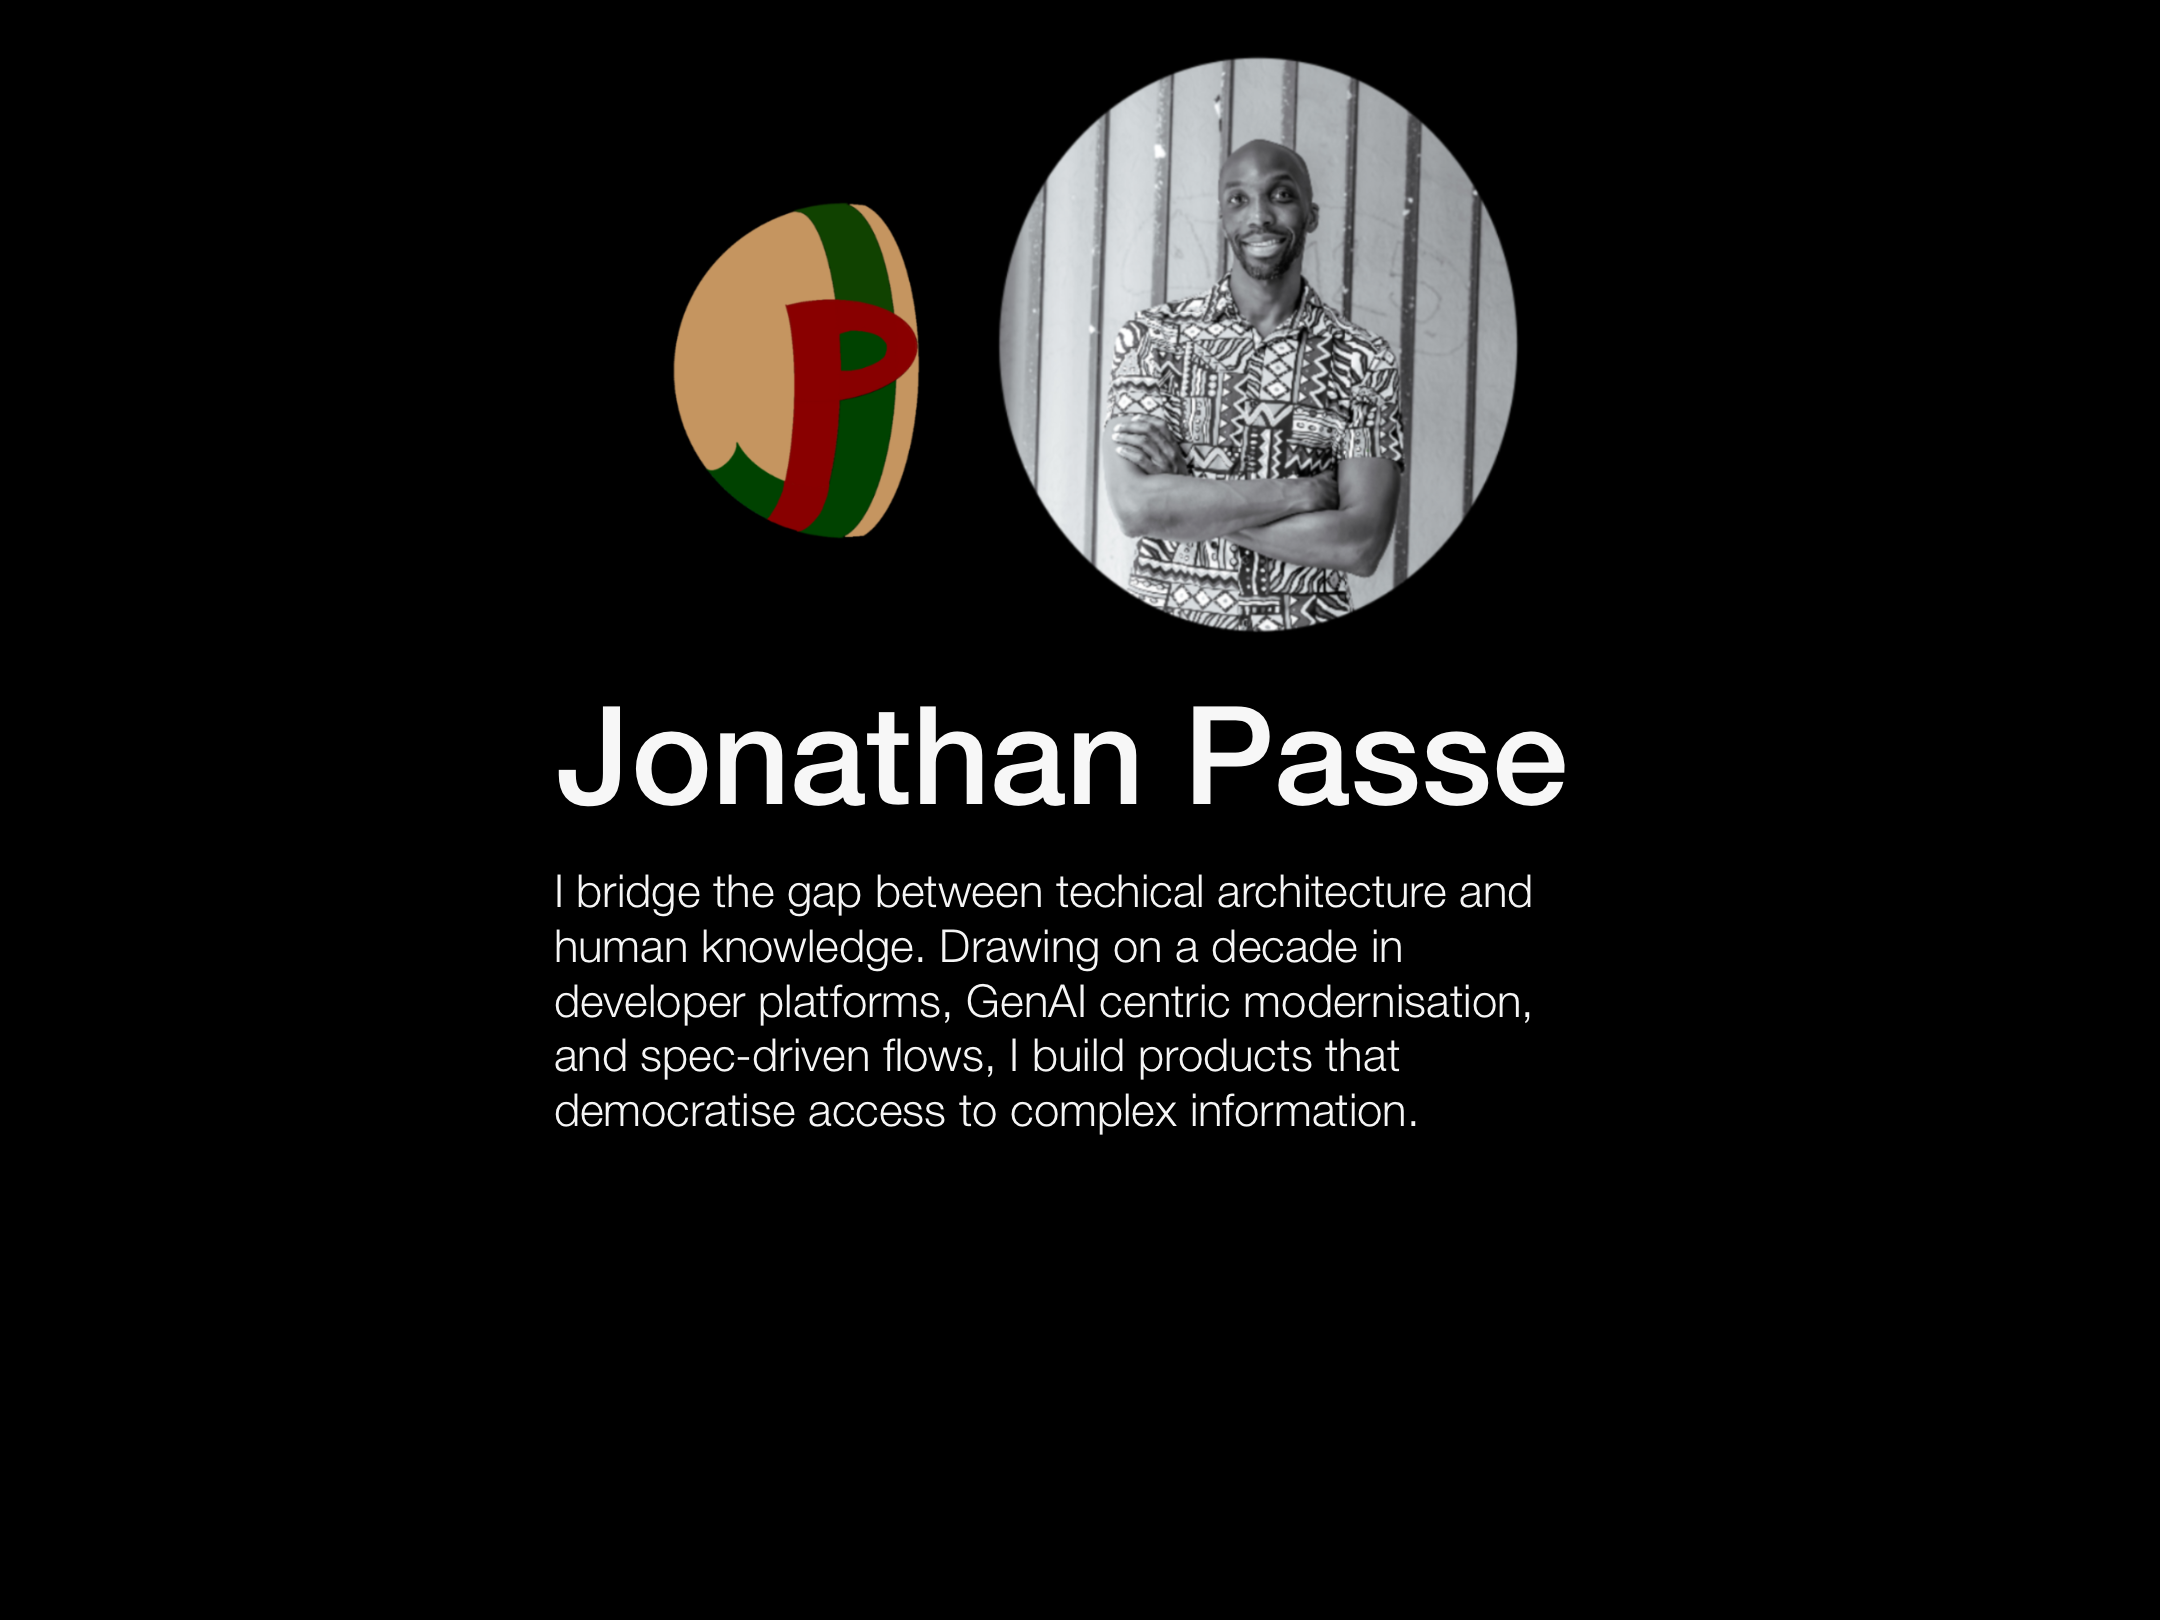 JP
Jonathan Passe
I bridge the gap between techical architecture and
human knowledge. Drawing on a decade in
developer platforms, GenAI centric modernisation,
and spec-driven flows, I build products that
democratise access to complex information.